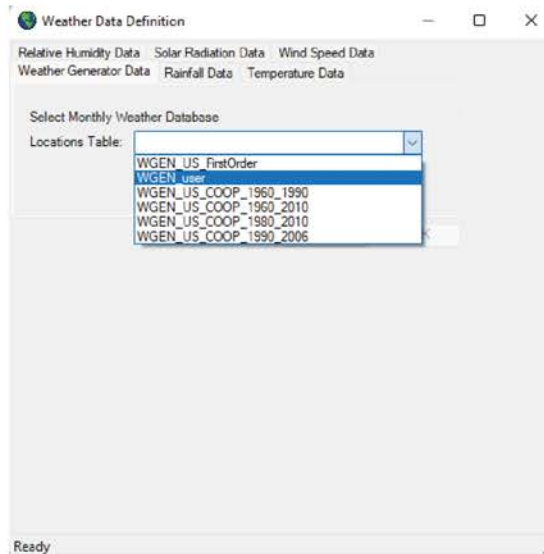 Weather Data Definition
Relative Humidity Data Solar Radiation Data Wind Speed Data
Weather Generator Data Rainfall Data Temperature Data
Select Monthly Weather Database
Locations Table:
WGEN_US_FirstOrder
WGEN_user
WGEN_US_COOP_1960_1990
WGEN_US_COOP_1960_2010
WGEN_US_COOP_1980_2010
WGEN_US_COOP_1990_2006
Ready